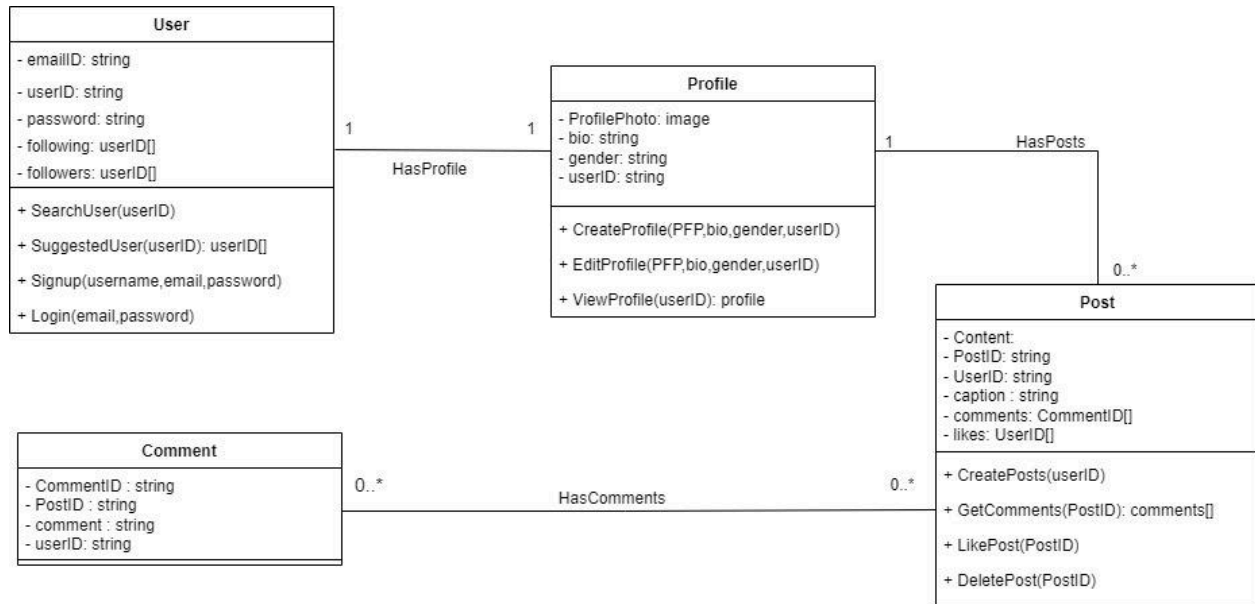 User
- emailID: string
- userID: string
- password: string
- following: userID[]
- followers: userID[]
+ SearchUser(userID)
+ SuggestedUser(userID): userID[]
+ Signup(username,email,password)
+ Login(email,password)
1
1
HasProfile
Profile
- ProfilePhoto: image
- bio: string
- gender: string
- userID: string
+ CreateProfile(PFP,bio,gender,userID)
+ EditProfile(PFP,bio,gender,userID)
+ ViewProfile(userID): profile
1
HasPosts
0..*
Post
- Content:
- PostID: string
- UserID: string
- caption : string
- comments: CommentID[]
- likes: UserID[]
+ CreatePosts(userID)
+ GetComments(PostID): comments[]
+ LikePost(PostID)
+ DeletePost(PostID)
Comment
- CommentID : string
- PostID : string
- comment : string
- userID: string
0..*
HasComments
0..*